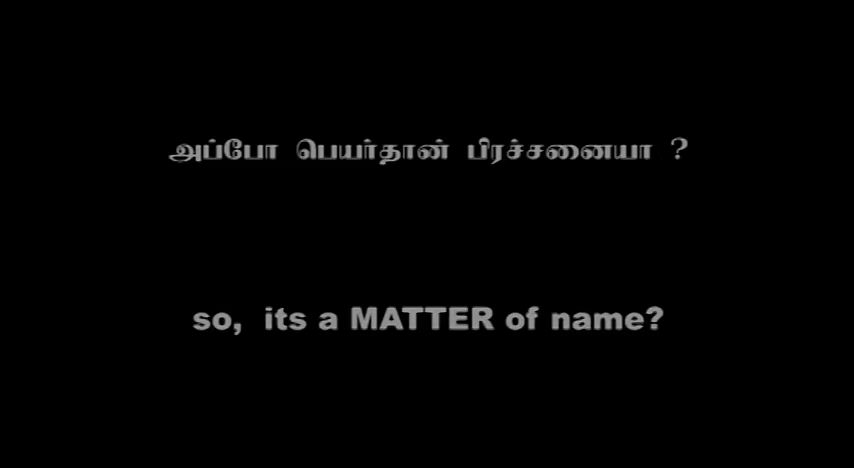 அப்போ பெயர்தான் பிரச்சனையா ?
so, its a MATTER of name?